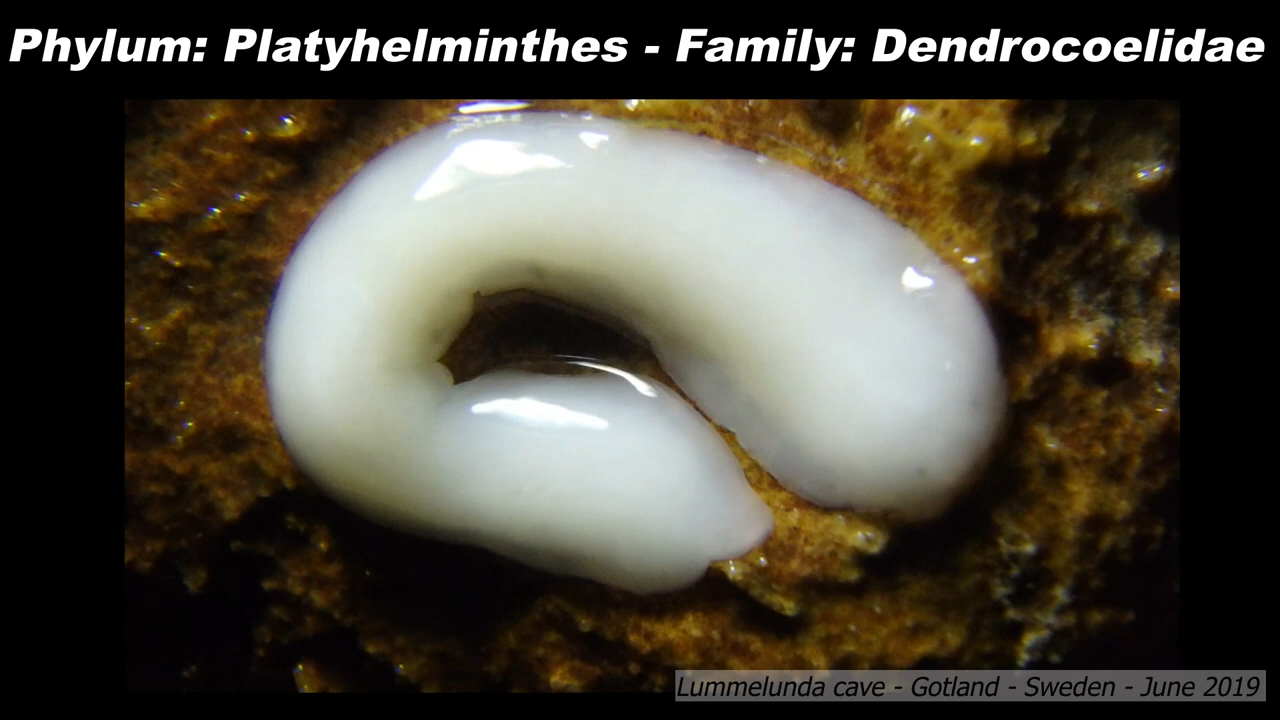 Phylum: Platyhelminthes - Family: Dendrocoelidae
Lummelunda cave - Gotland - Sweden - June 2019